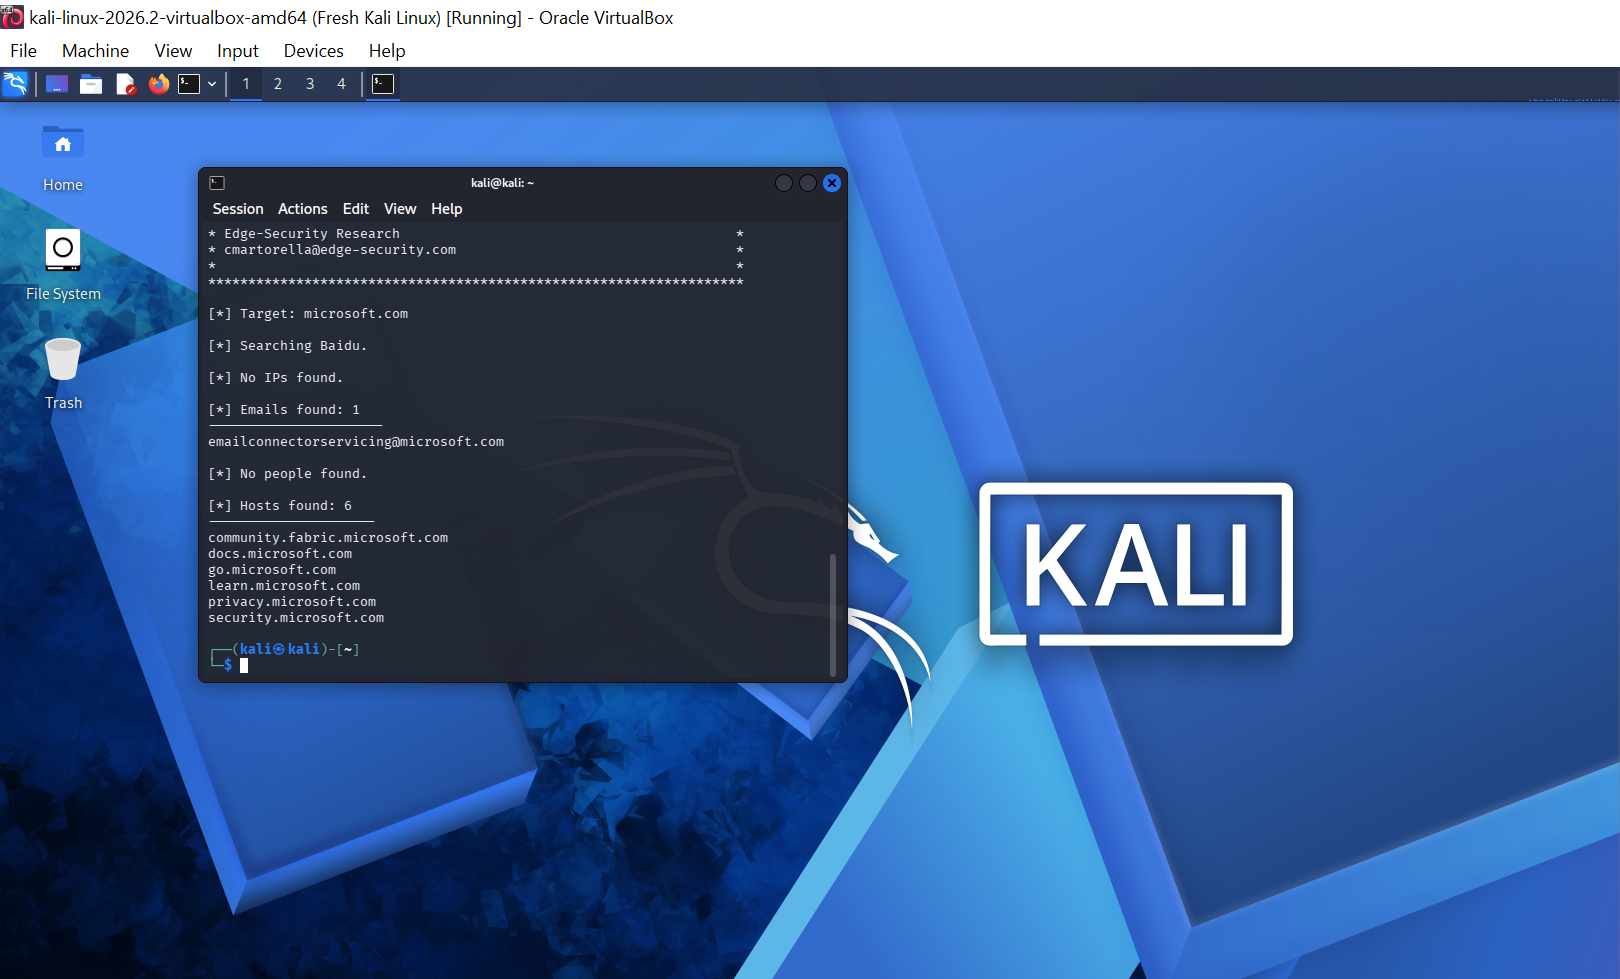 kali-linux-2026.2-virtualbox-amd64 (Fresh Kali Linux) [Running] - Oracle VirtualBox
File Machine View Input Devices Help
1 2 3 4
Home
File System
Trash
kali@kali: ~
Session Actions Edit View Help
* Edge-Security Research *
* cmartorella@edge-security.com *
* *
*******************************************************************
[*] Target: microsoft.com
[*] Searching Baidu.
[*] No IPs found.
[*] Emails found: 1
----------------------
emailconnectorservicing@microsoft.com
[*] No people found.
[*] Hosts found: 6
---------------------
community.fabric.microsoft.com
docs.microsoft.com
go.microsoft.com
learn.microsoft.com
privacy.microsoft.com
security.microsoft.com
┌──(kali㉿kali)-[~]
└─$
KALI